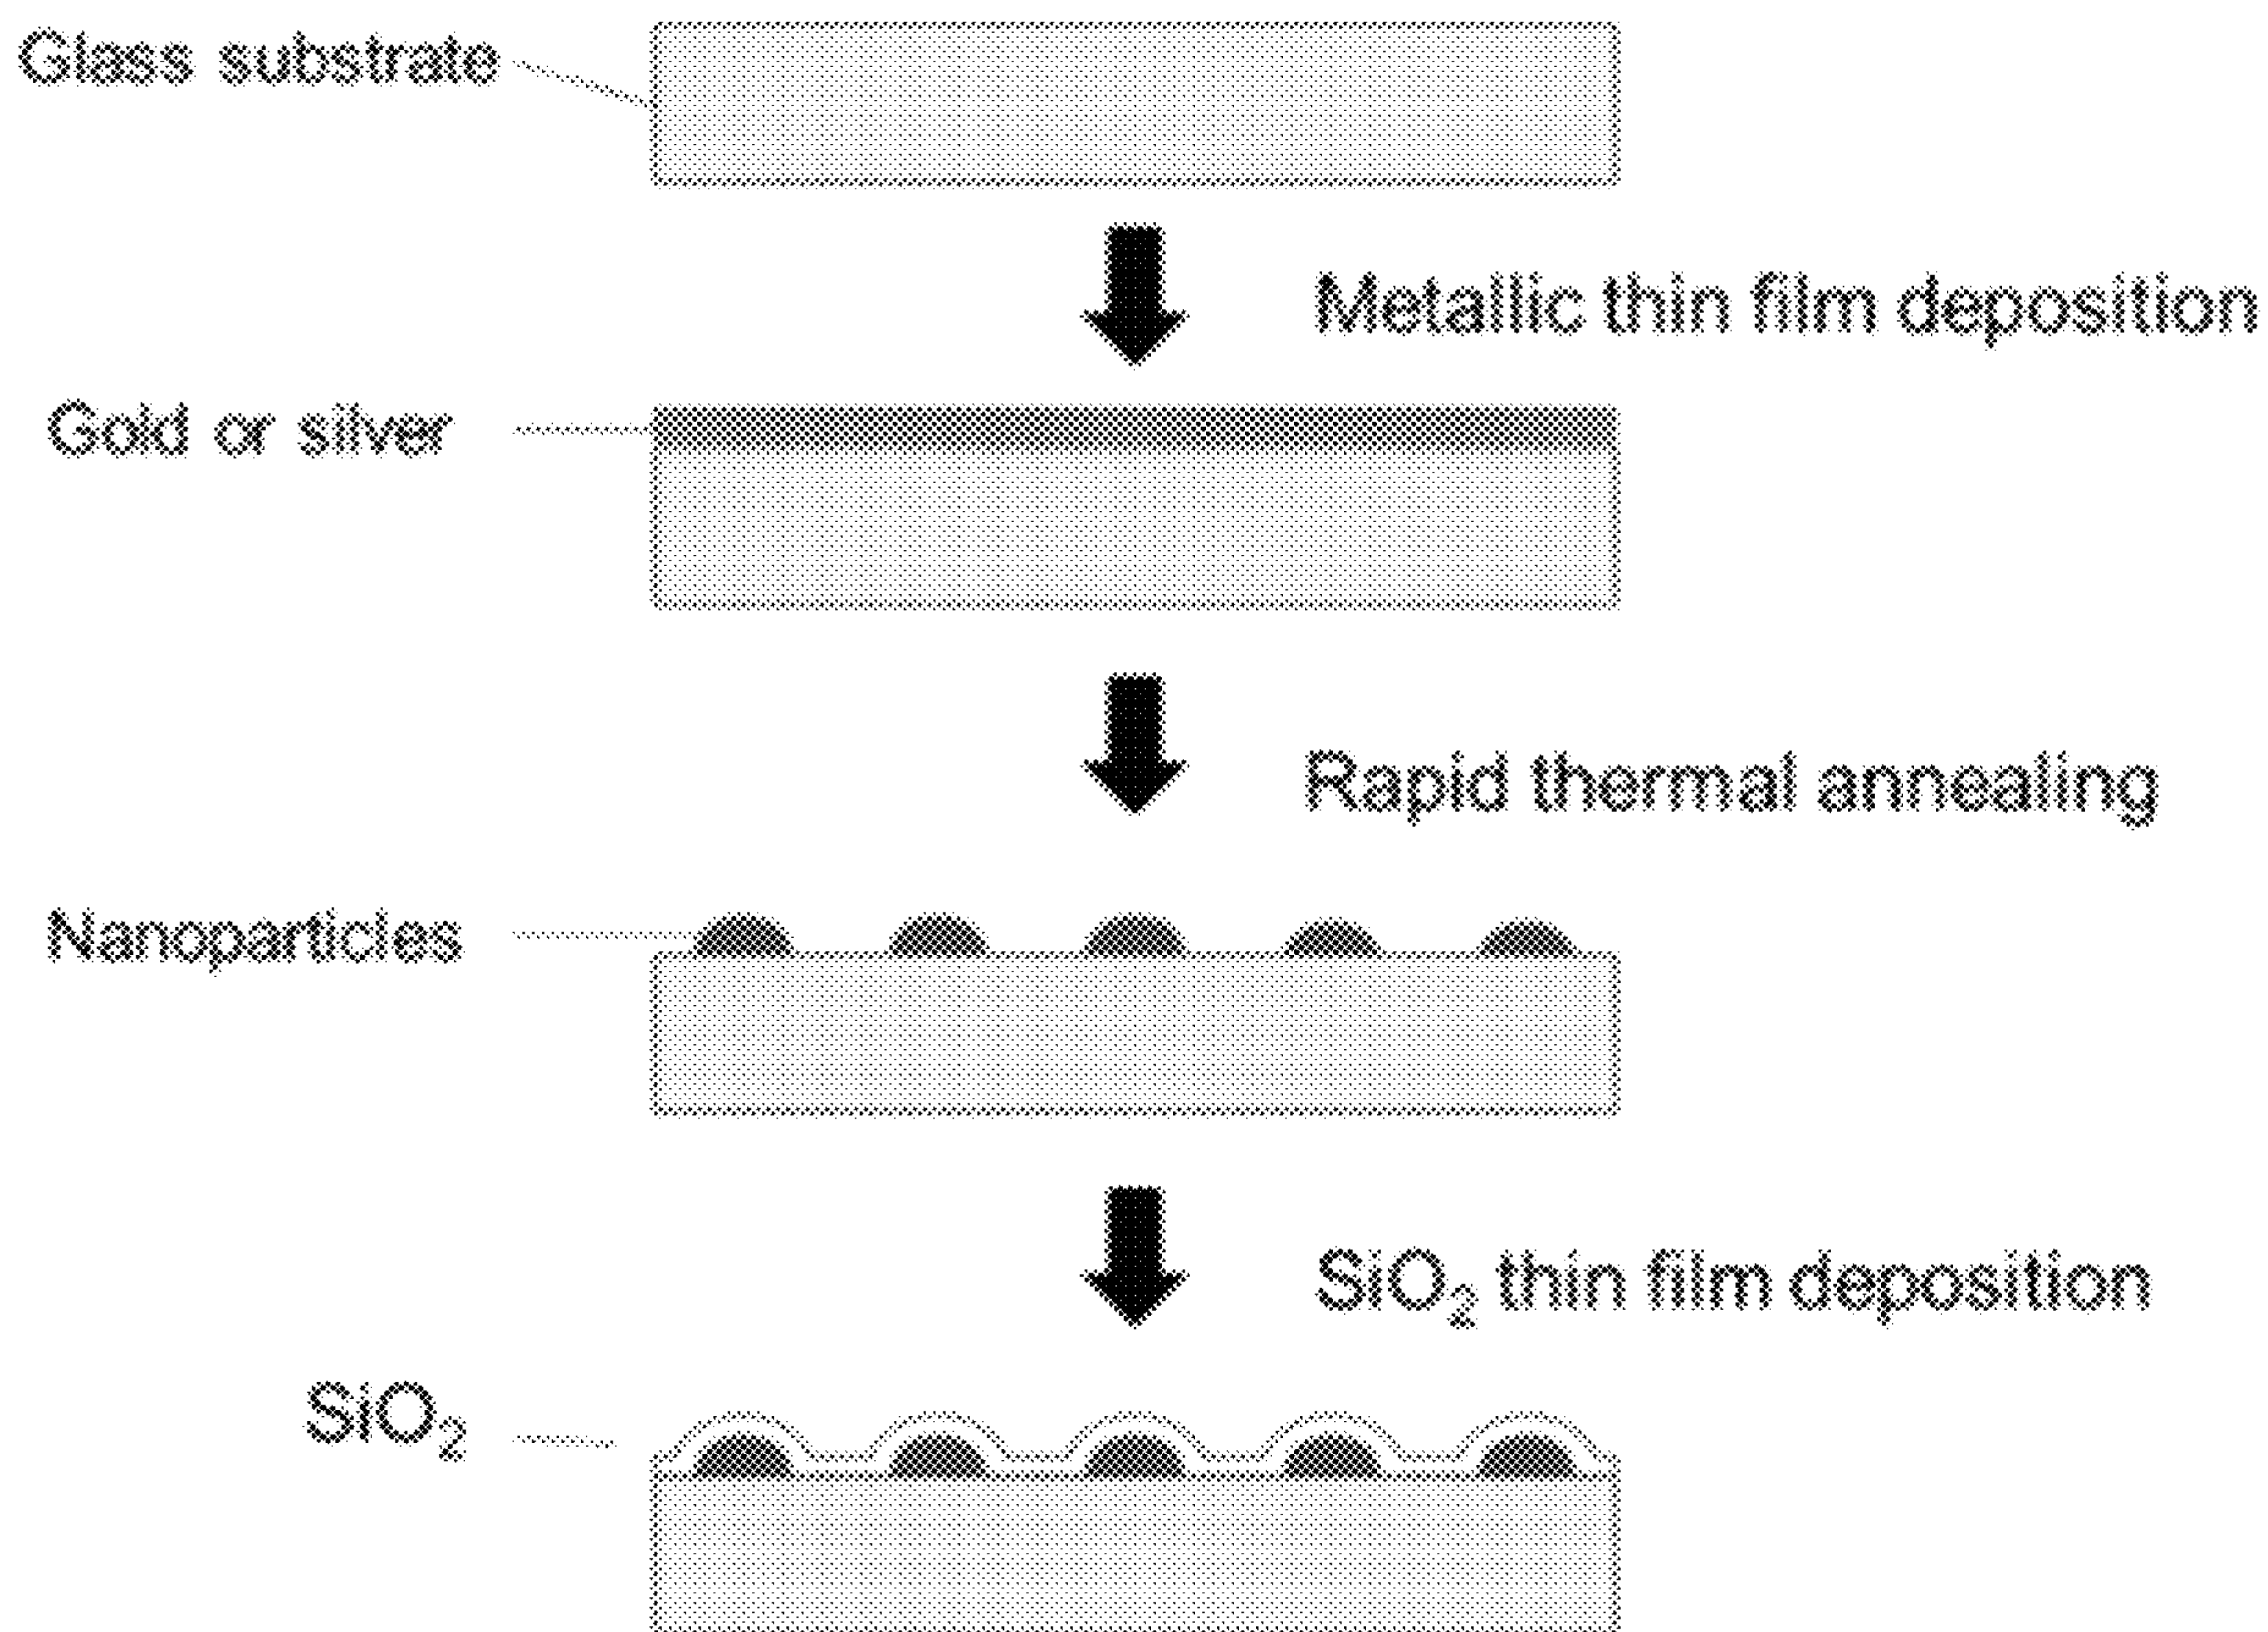 Glass substrate
Metallic thin film deposition
Gold or silver
Rapid thermal annealing
Nanoparticles
SiO₂ thin film deposition
SiO₂